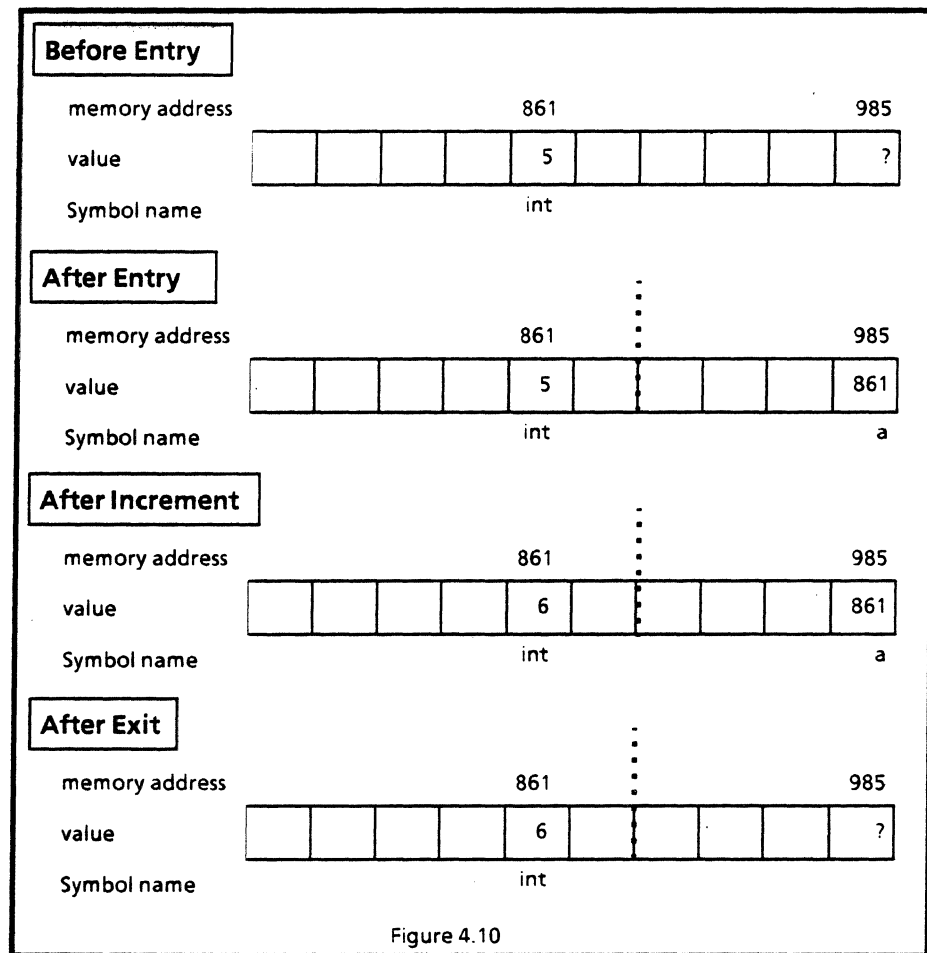 Before Entry
memory address 861 985
value 5 ?
Symbol name int
After Entry
memory address 861 985
value 5 861
Symbol name int a
After Increment
memory address 861 985
value 6 861
Symbol name int a
After Exit
memory address 861 985
value 6 ?
Symbol name int
Figure 4.10